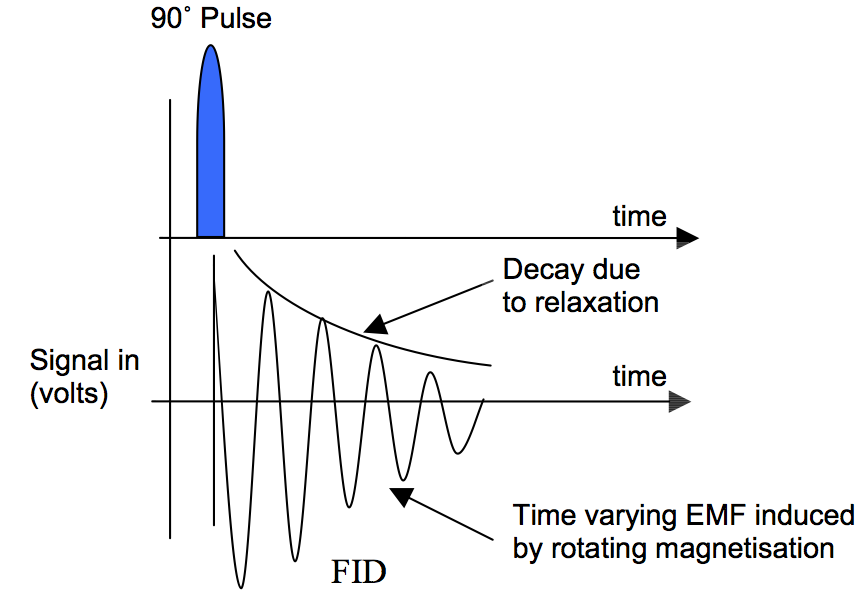 90˚ Pulse
time
Decay due
to relaxation
Signal in
(volts)
time
Time varying EMF induced
by rotating magnetisation
FID